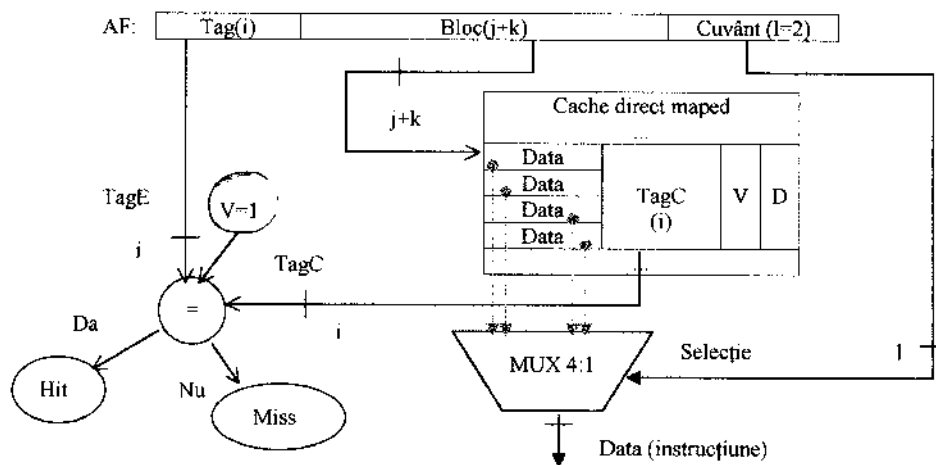 AF: Tag(i) Bloç(j+k) Cuvânt (l=2)
j+k
Cache direct maped
...
Data
Data
Data
Data
TagC
(i)
V
D
...
TagE
V=1
j
TagC
=
i
Da
Nu
Hit
Miss
MUX 4:1
Selecție
l
Data (instrucțiune)